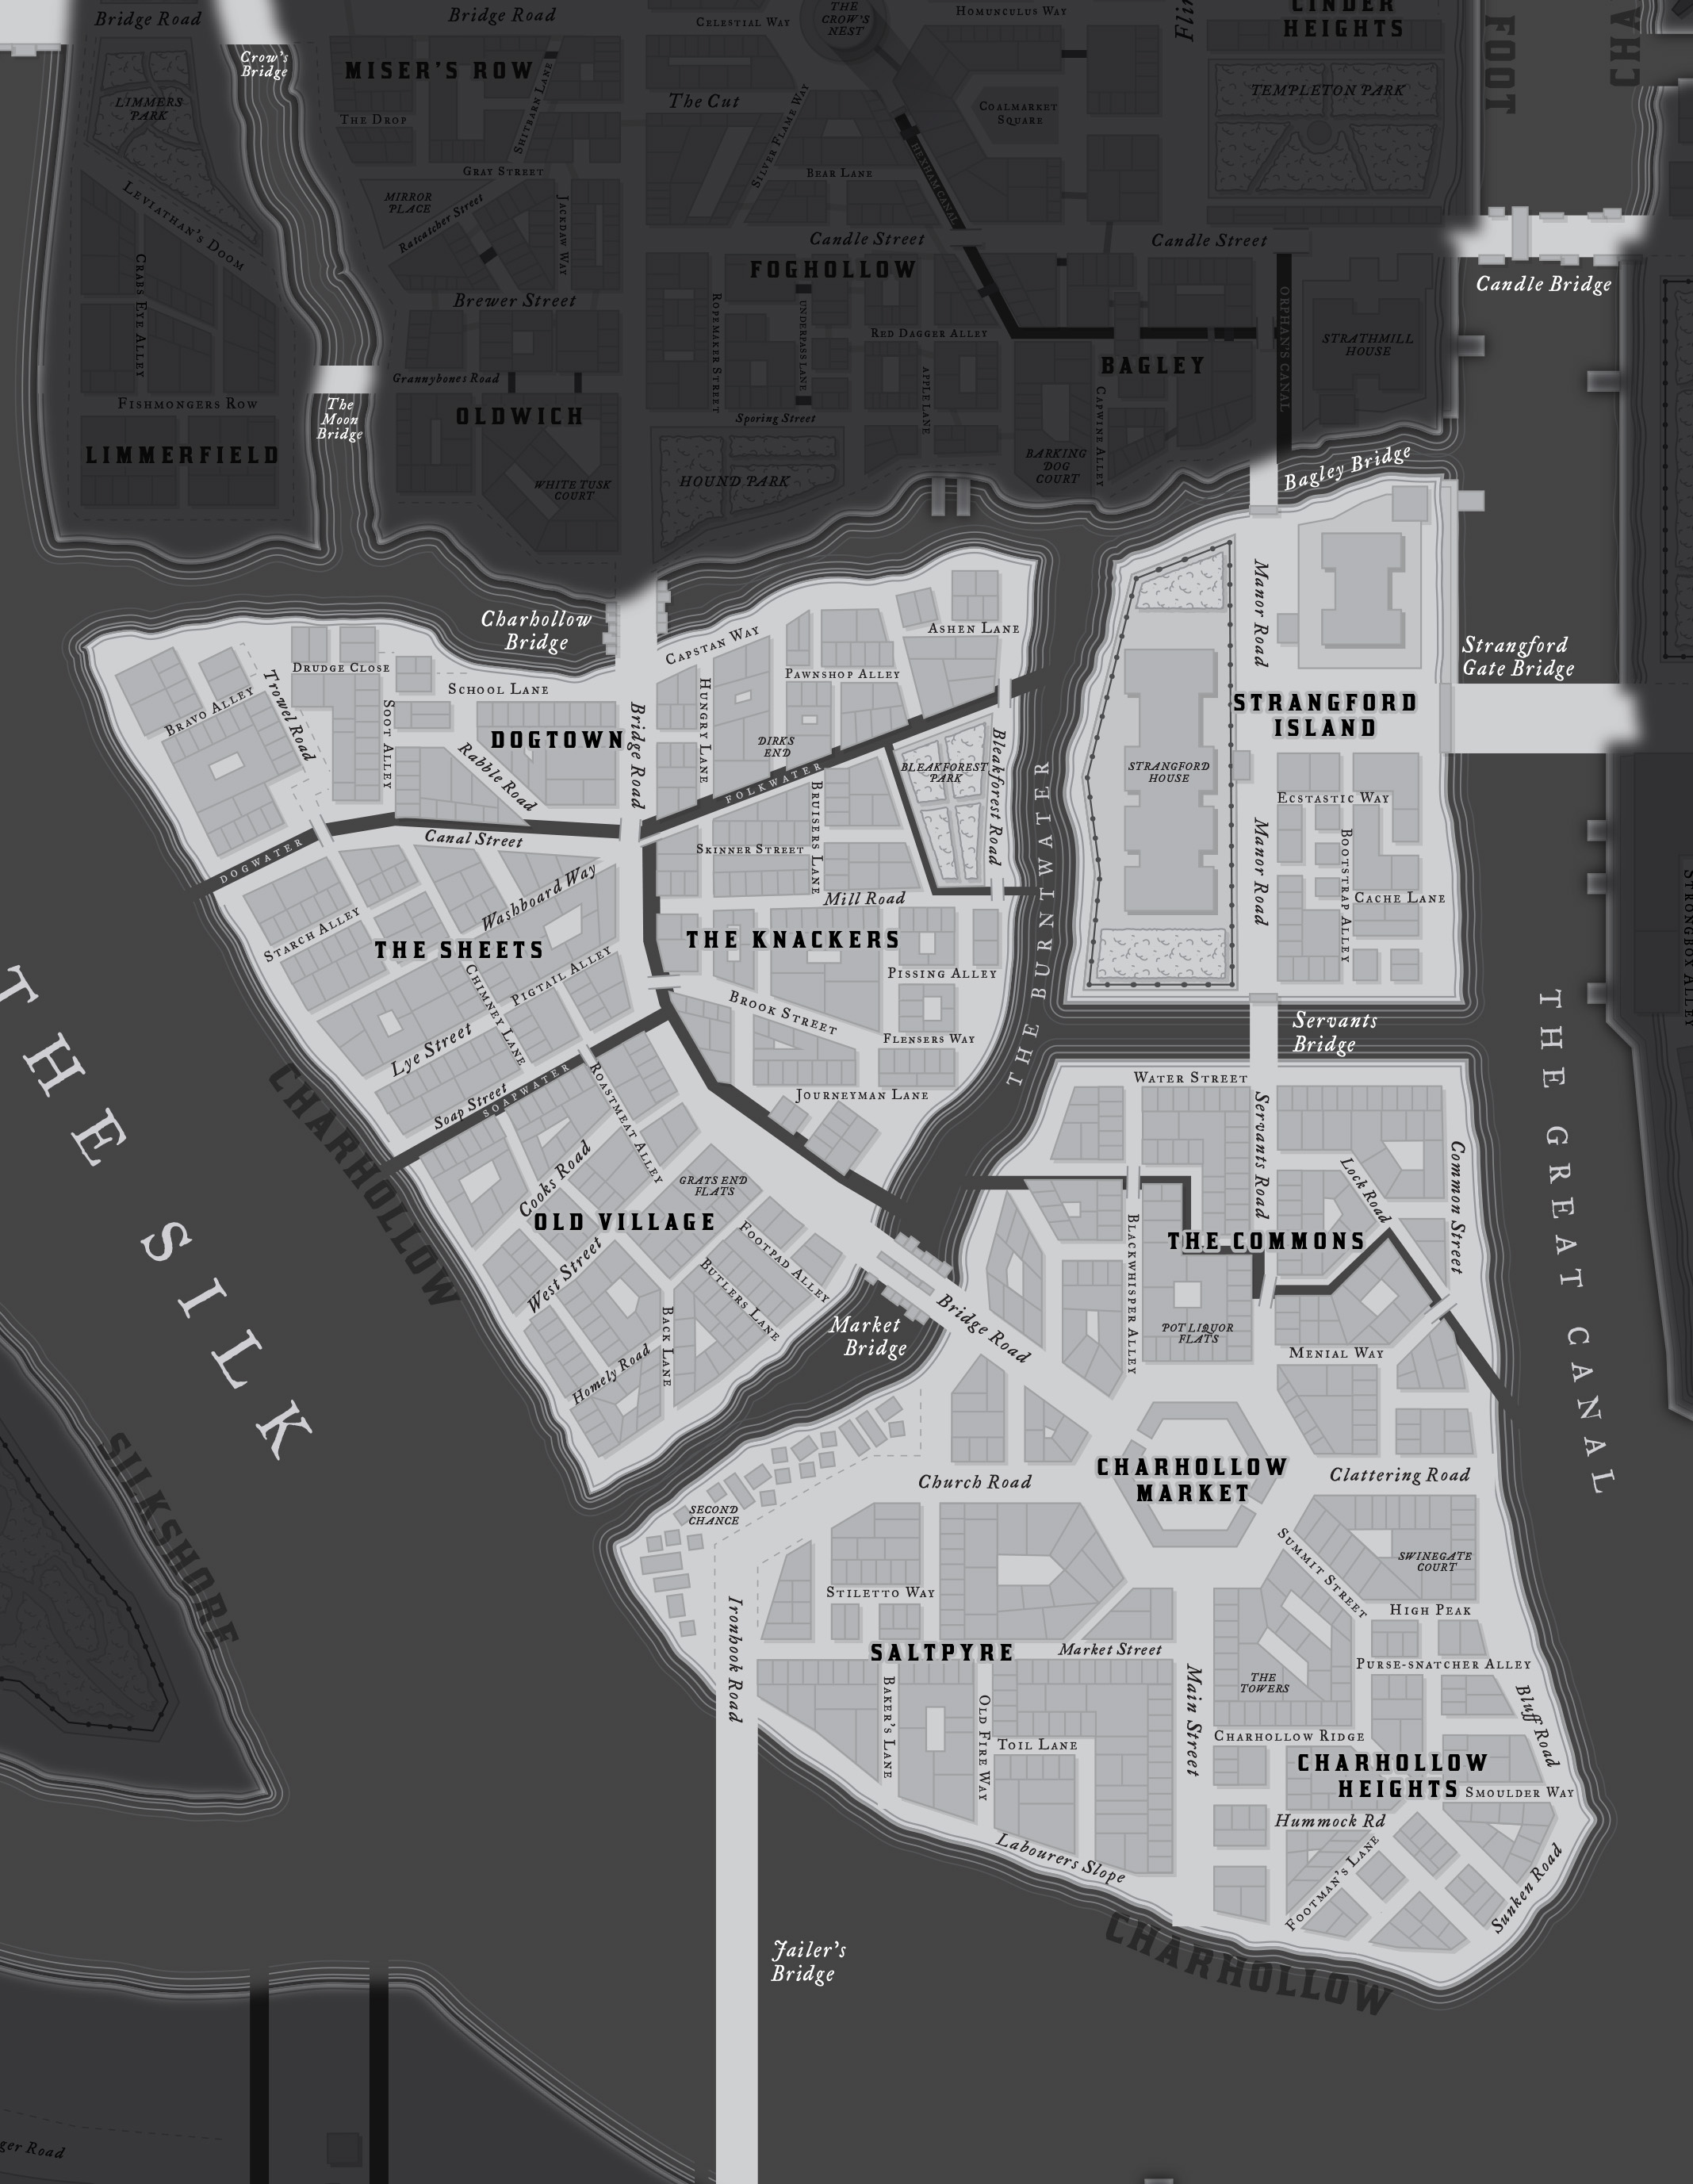 Bridge Road
Bridge Road
CELESTIAL WAY
THE
CROW'S
NEST
HOMUNCULUS WAY
CINDER
HEIGHTS
FOOT
CHA
Crow's
Bridge
MISER'S ROW
LIMMERS
PARK
THE DROP
SHITBARN LANE
The Cut
SILVER FLAME WAY
COALMARKET
SQUARE
TEMPLETON PARK
HEXHAM CANAL
GRAY STREET
BEAR LANE
LEVIATHAN'S DOOM
MIRROR
PLACE
Ratcatcher Street
JACKDAW WAY
Candle Street
Candle Street
FOGHOLLOW
CRABS EYE ALLEY
Candle Bridge
Brewer Street
ROPEMAKER STREET
UNDERPASS LANE
RED DAGGER ALLEY
ORPHAN'S CANAL
STRATHMILL
HOUSE
BAGLEY
Grannybones Road
APPLE LANE
CAPWINE ALLEY
FISHMONGERS ROW
The
Moon
Bridge
OLDWICH
Sporing Street
LIMMERFIELD
WHITE TUSK
COURT
HOUND PARK
BARKING
DOG
COURT
Bagley Bridge
Charhollow
Bridge
CAPSTAN WAY
ASHEN LANE
Manor Road
Strangford
Gate Bridge
DRUDGE CLOSE
Trowel Road
BRAVO ALLEY
SCHOOL LANE
SOOT ALLEY
PAWNSHOP ALLEY
HUNGRY LANE
STRANGFORD
ISLAND
DOGTOWN
Bridge Road
DIRKS
END
Rabble Road
BLEAKFOREST
PARK
Bleakforest Road
STRANGFORD
HOUSE
FOLKWATER
BRUISERS LANE
ECSTASTIC WAY
Canal Street
DOGWATER
SKINNER STREET
Manor Road
BOOTSTRAP ALLEY
Washboard Way
Mill Road
CACHE LANE
STRONGBOX ALLEY
STARCH ALLEY
THE SHEETS
THE KNACKERS
THE BURNTWATER
PIGTAIL ALLEY
CHIMNEY LANE
PISSING ALLEY
BROOK STREET
Servants
Bridge
Lye Street
FLENSERS WAY
THE SILK
THE GREAT CANAL
CHARHOLLOW
Soap Street
SOAPWATER
ROASTMEAT ALLEY
JOURNEYMAN LANE
WATER STREET
Servants Road
Common Street
Lock Road
Cooks Road
GRATS END
FLATS
OLD VILLAGE
THE COMMONS
BLACKWHISPER ALLEY
FOOTPAD ALLEY
BUTLERS LANE
West Street
Market
Bridge
Bridge Road
BACK LANE
POT LIQUOR
FLATS
MENIAL WAY
Homely Road
SILKSHORE
CHARHOLLOW
MARKET
Church Road
Clattering Road
SECOND
CHANCE
SUMMIT STREET
SWINEGATE
COURT
STILETTO WAY
HIGH PEAK
Ironhook Road
SALTPYRE
Market Street
PURSE-SNATCHER ALLEY
THE
TOWERS
BAKER'S LANE
OLD FIRE WAY
Main Street
Bluff Road
TOIL LANE
CHARHOLLOW RIDGE
CHARHOLLOW
HEIGHTS
SMOULDER WAY
Hummock Rd
Labourers Slope
FOOTMAN'S LANE
Sunken Road
CHARHOLLOW
Jailer's
Bridge
ger Road